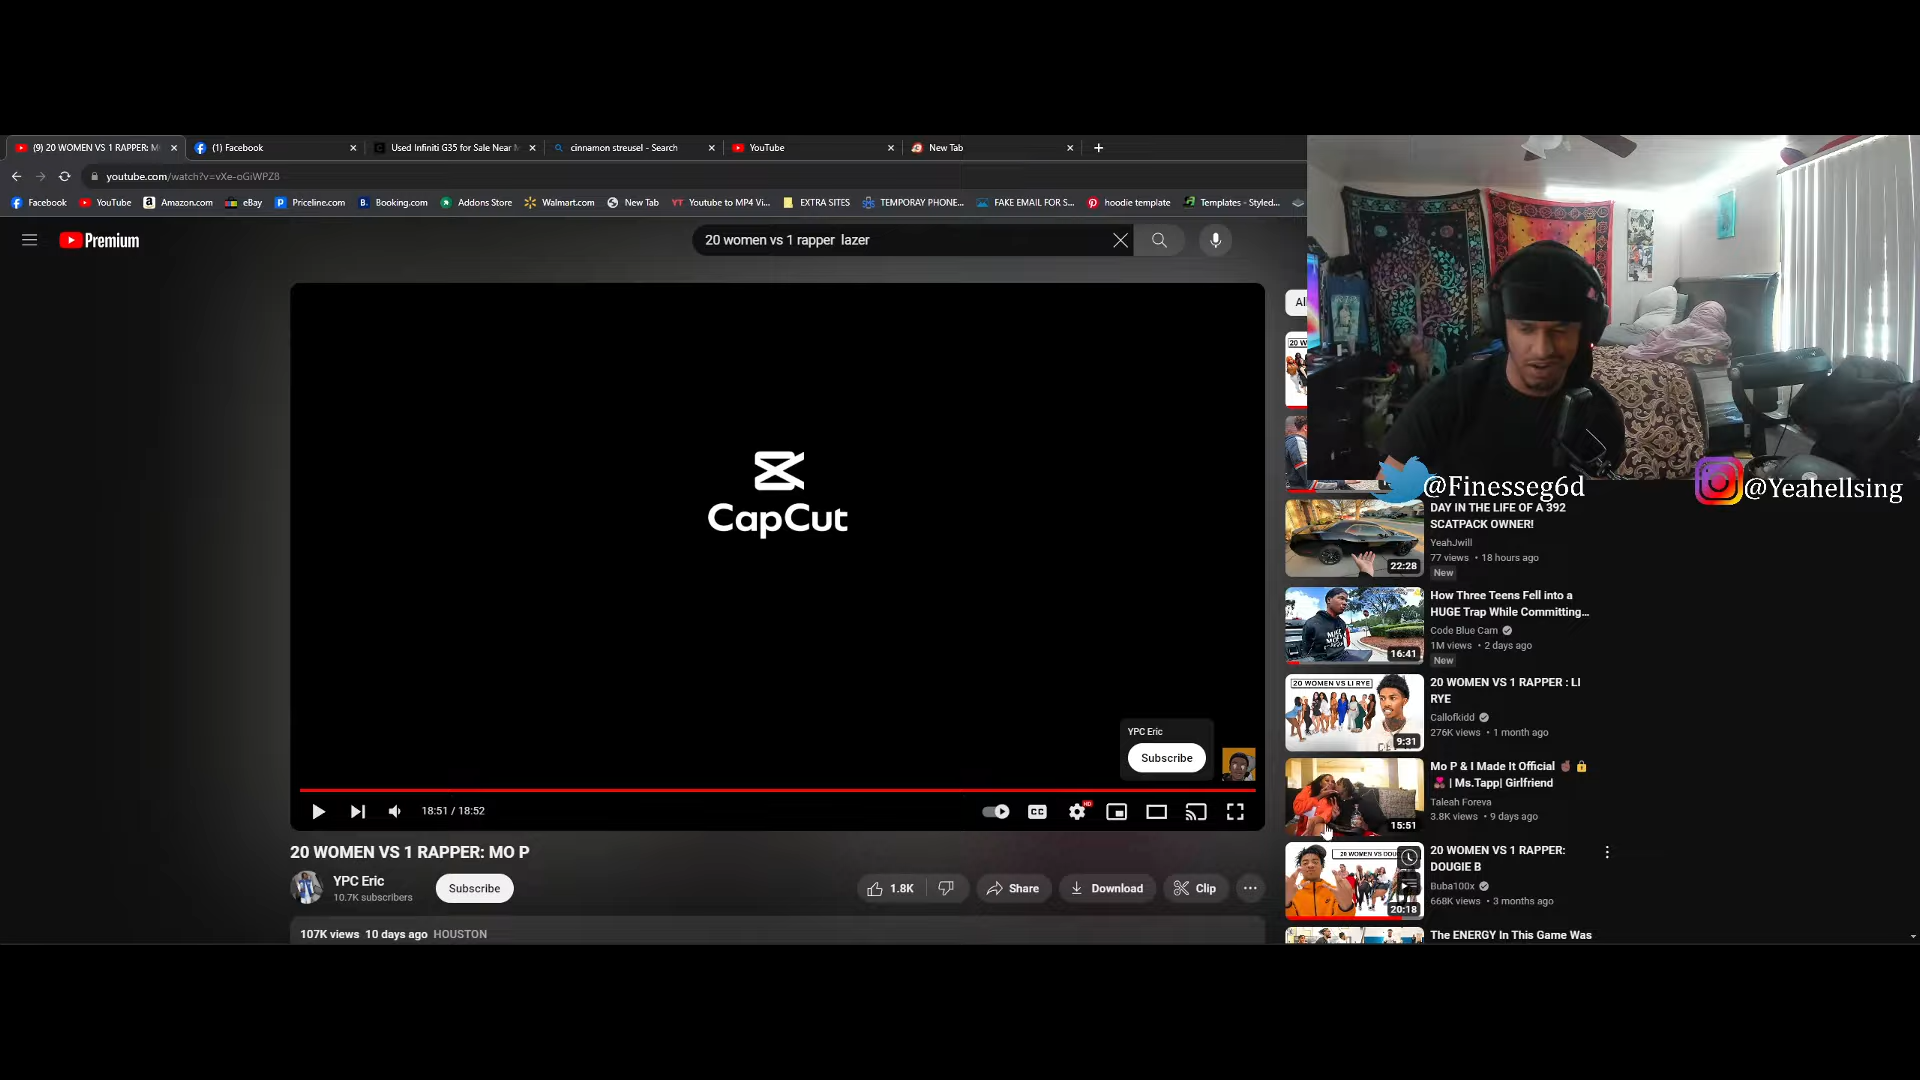 (9) 20 WOMEN VS 1 RAPPER: M
(1) Facebook
Used Infiniti G35 for Sale Near M
cinnamon streusel - Search
YouTube
New Tab
youtube.com/watch?v=vXe-oGiWPZ8
Facebook
YouTube
Amazon.com
eBay
Priceline.com
Booking.com
Addons Store
Walmart.com
New Tab
YT Youtube to MP4 Vi...
EXTRA SITES
TEMPORAY PHONE...
FAKE EMAIL FOR S...
hoodie template
Templates - Styled...
Premium
20 women vs 1 rapper lazer
CapCut
YPC Eric
Subscribe
18:51 / 18:52
CC
HD
20 WOMEN VS 1 RAPPER: MO P
YPC Eric
10.7K subscribers
Subscribe
1.8K
Share
Download
Clip
107K views 10 days ago HOUSTON
Al
20 W
@Finesseg6d
@Yeahellsing
DAY IN THE LIFE OF A 392
SCATPACK OWNER!
YeahJwill
77 views • 18 hours ago
New
22:28
How Three Teens Fell into a
HUGE Trap While Committing...
Code Blue Cam
1M views • 2 days ago
New
16:41
20 WOMEN VS LI RYE
20 WOMEN VS 1 RAPPER : LI
RYE
Callofkidd
276K views • 1 month ago
9:31
Mo P & I Made It Official 🤞🏾 🔒
💏 | Ms.Tapp| Girlfriend
Taleah Foreva
3.8K views • 9 days ago
15:51
20 WOMEN VS DOU
20 WOMEN VS 1 RAPPER:
DOUGIE B
Buba100x
668K views • 3 months ago
20:18
The ENERGY In This Game Was